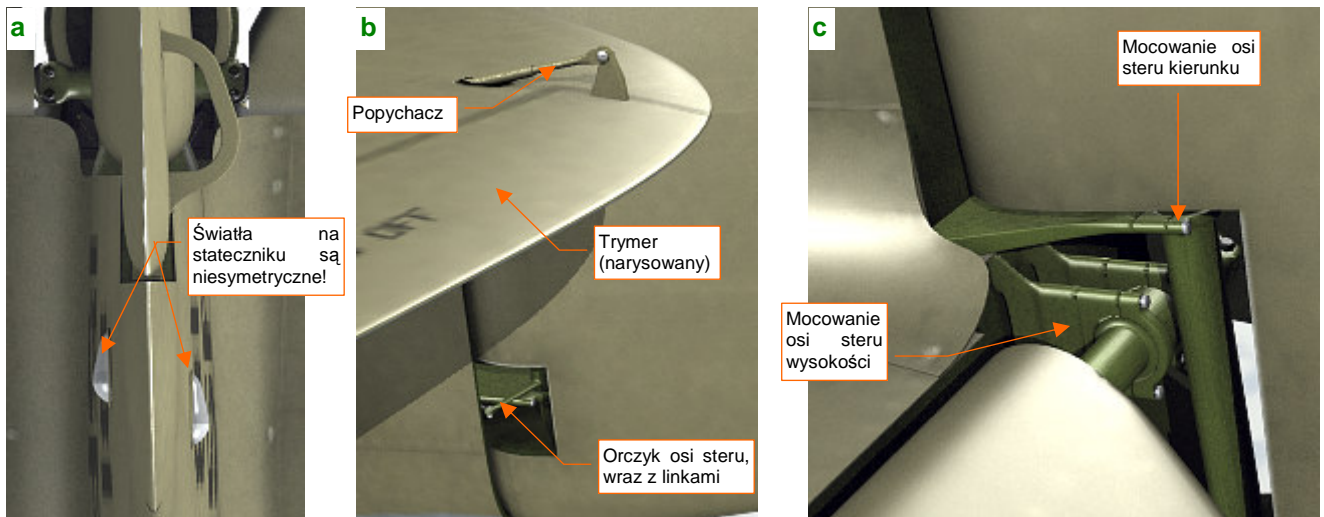 a
Światła na
stateczniku są
niesymetryczne!
b
Popychacz
Trymer
(narysowany)
Orczyk osi steru,
wraz z linkami
c
Mocowanie osi
steru kierunku
Mocowanie
osi steru
wysokości